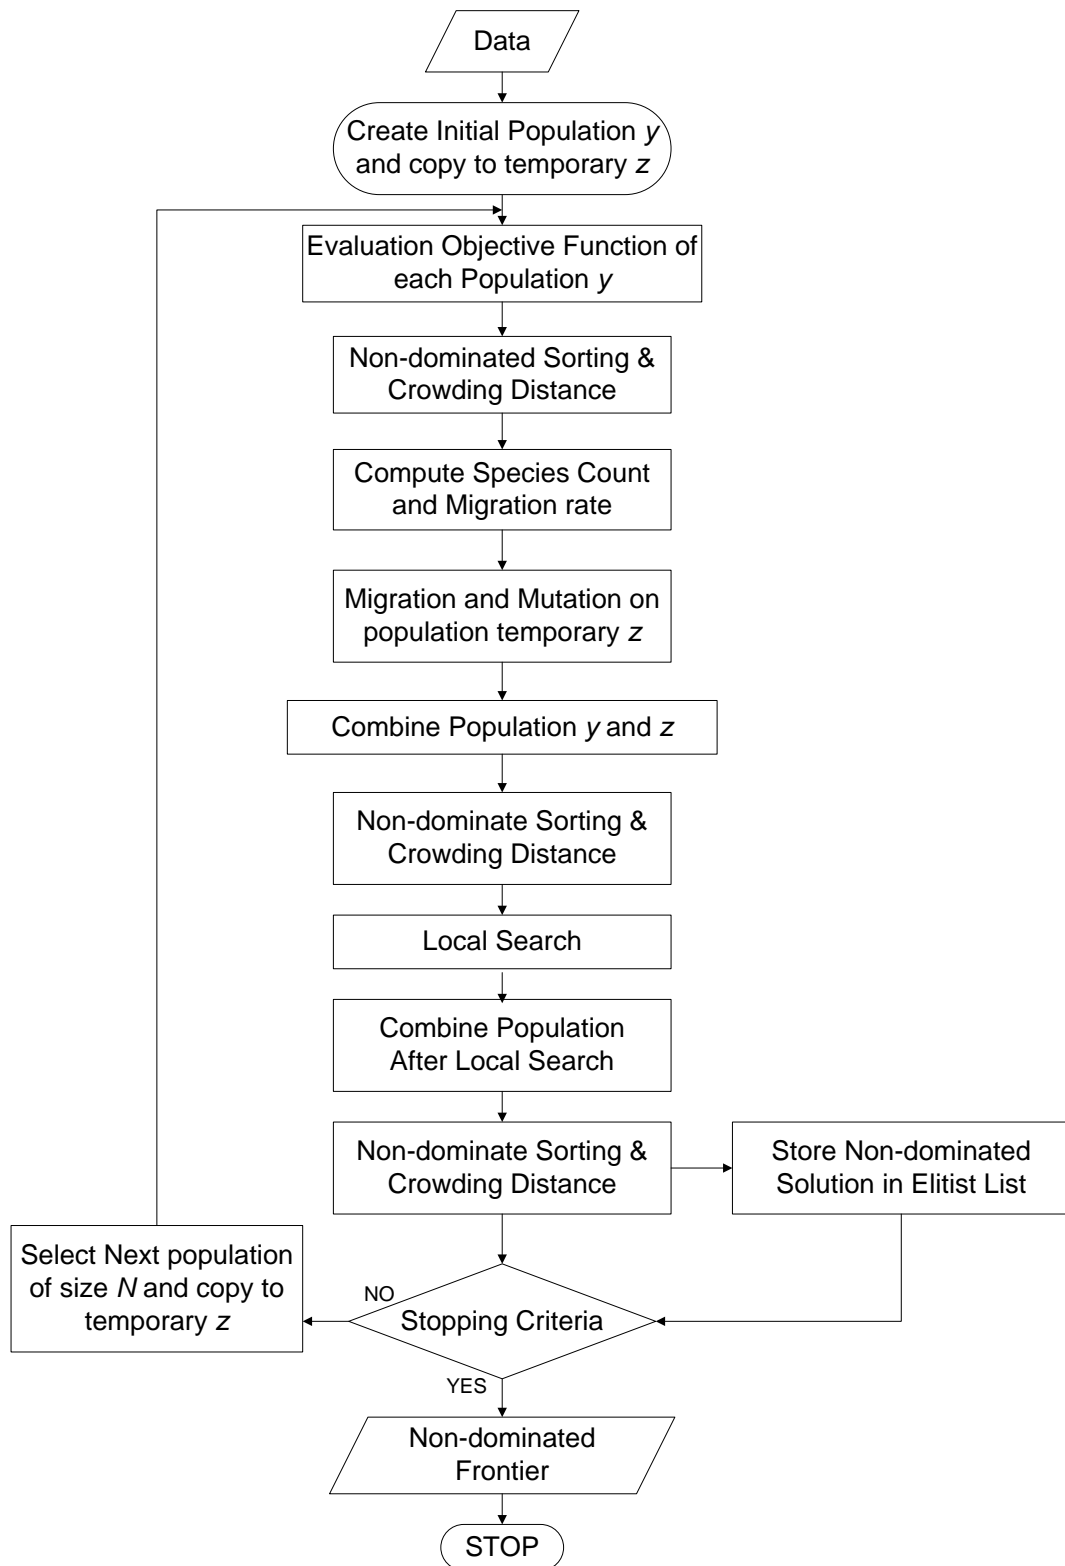 Data
Create Initial Population y
and copy to temporary z
Evaluation Objective Function of
each Population y
Non-dominated Sorting &
Crowding Distance
Compute Species Count
and Migration rate
Migration and Mutation on
population temporary z
Combine Population y and z
Non-dominate Sorting &
Crowding Distance
Local Search
Combine Population
After Local Search
Non-dominate Sorting &
Crowding Distance
Store Non-dominated
Solution in Elitist List
Select Next population
of size N and copy to
temporary z
NO
Stopping Criteria
YES
Non-dominated
Frontier
STOP